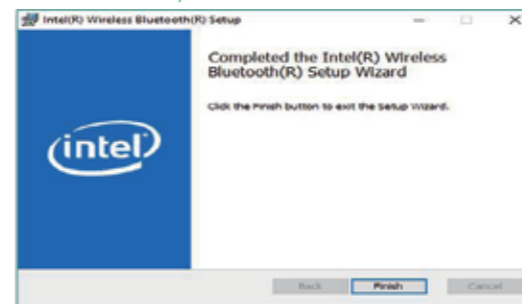 Intel(R) Wireless Bluetooth(R) Setup
Completed the Intel(R) Wireless
Bluetooth(R) Setup Wizard
Click the Finish button to exit the Setup Wizard.
intel
Back Finish Cancel